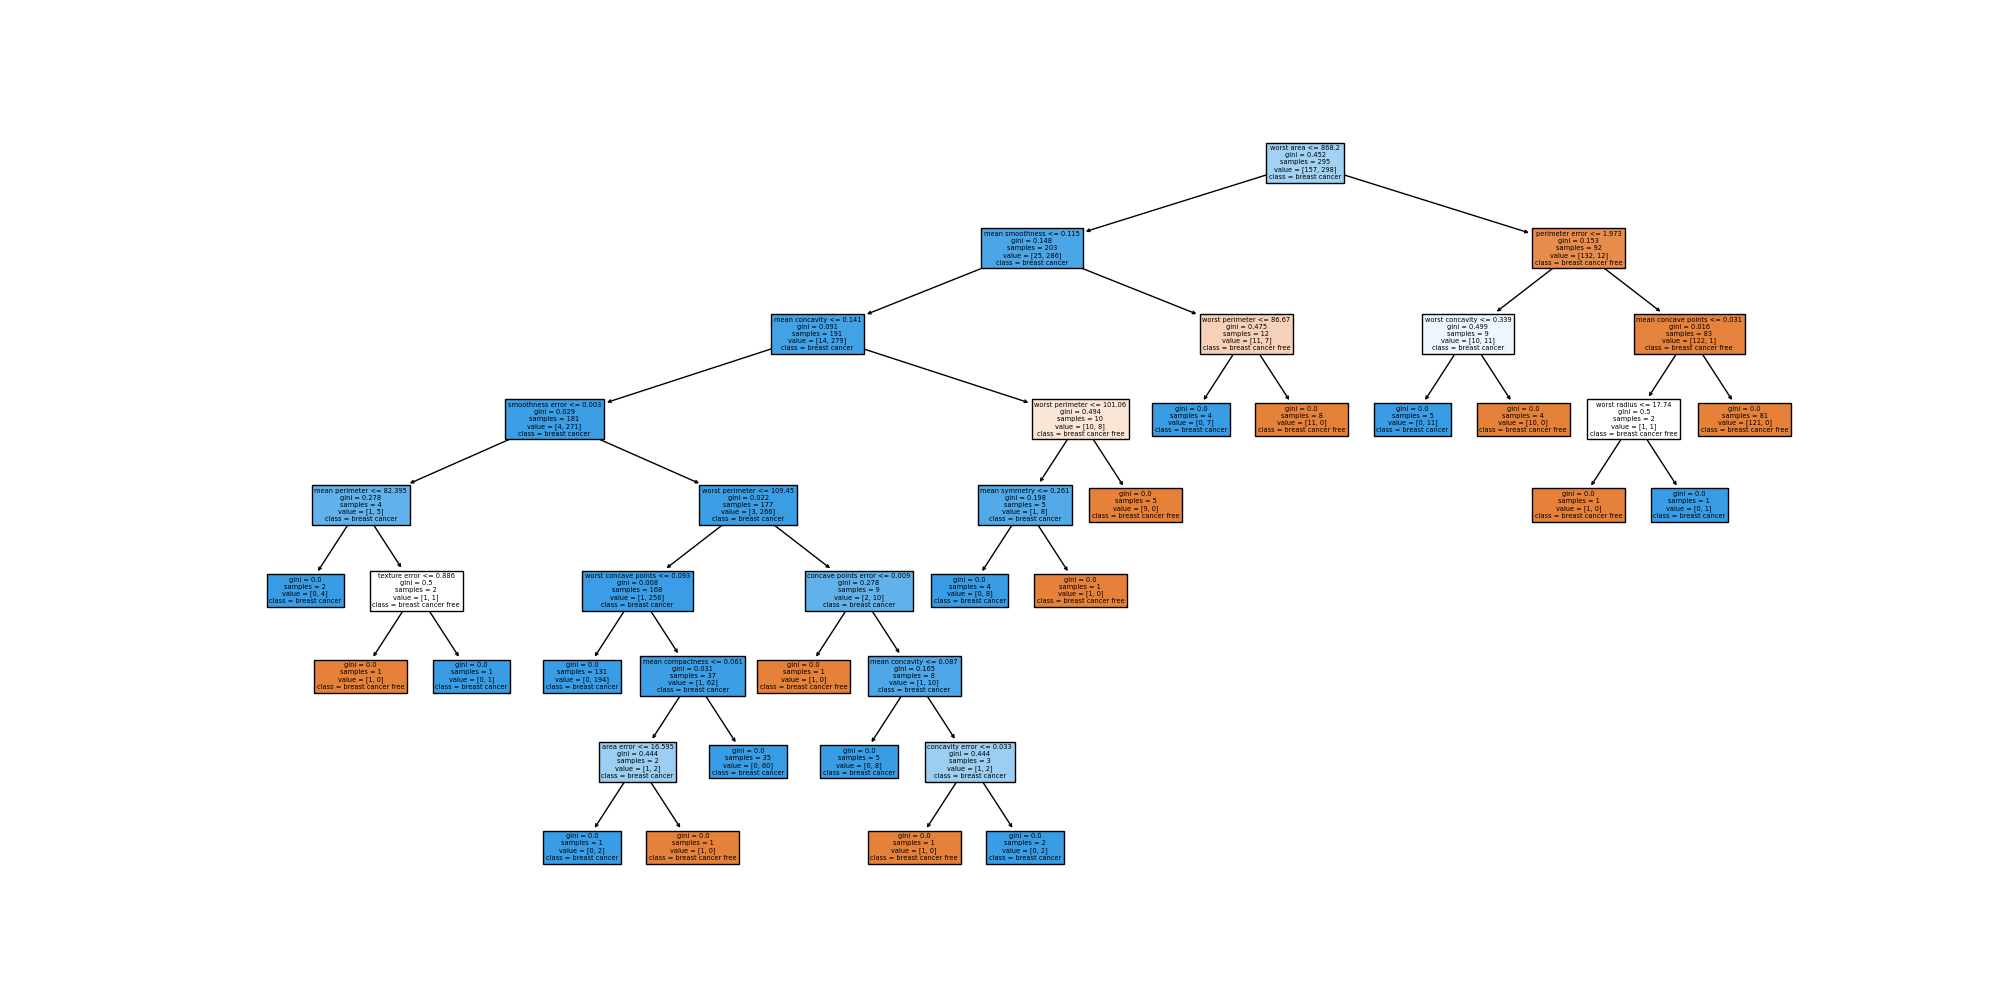 worst area <= 868.2
gini = 0.452
samples = 295
value = [157, 298]
class = breast cancer
mean smoothness <= 0.115
gini = 0.148
samples = 203
value = [25, 286]
class = breast cancer
perimeter error <= 1.973
gini = 0.153
samples = 92
value = [132, 12]
class = breast cancer free
mean concavity <= 0.141
gini = 0.091
samples = 191
value = [14, 279]
class = breast cancer
worst perimeter <= 86.67
gini = 0.475
samples = 12
value = [11, 7]
class = breast cancer free
worst concavity <= 0.339
gini = 0.499
samples = 9
value = [10, 11]
class = breast cancer
mean concave points <= 0.031
gini = 0.016
samples = 83
value = [122, 1]
class = breast cancer free
smoothness error <= 0.003
gini = 0.029
samples = 181
value = [4, 271]
class = breast cancer
worst perimeter <= 101.06
gini = 0.494
samples = 10
value = [10, 8]
class = breast cancer free
gini = 0.0
samples = 4
value = [0, 7]
class = breast cancer
gini = 0.0
samples = 8
value = [11, 0]
class = breast cancer free
gini = 0.0
samples = 5
value = [0, 11]
class = breast cancer
gini = 0.0
samples = 4
value = [10, 0]
class = breast cancer free
worst radius <= 17.74
gini = 0.5
samples = 2
value = [1, 1]
class = breast cancer free
gini = 0.0
samples = 81
value = [121, 0]
class = breast cancer free
mean perimeter <= 82.395
gini = 0.278
samples = 4
value = [1, 5]
class = breast cancer
worst perimeter <= 109.45
gini = 0.022
samples = 177
value = [3, 266]
class = breast cancer
mean symmetry <= 0.261
gini = 0.198
samples = 5
value = [1, 8]
class = breast cancer
gini = 0.0
samples = 5
value = [9, 0]
class = breast cancer free
gini = 0.0
samples = 1
value = [1, 0]
class = breast cancer free
gini = 0.0
samples = 1
value = [0, 1]
class = breast cancer
gini = 0.0
samples = 2
value = [0, 4]
class = breast cancer
texture error <= 0.886
gini = 0.5
samples = 2
value = [1, 1]
class = breast cancer free
worst concave points <= 0.093
gini = 0.008
samples = 168
value = [1, 256]
class = breast cancer
concave points error <= 0.009
gini = 0.278
samples = 9
value = [2, 10]
class = breast cancer
gini = 0.0
samples = 4
value = [0, 8]
class = breast cancer
gini = 0.0
samples = 1
value = [1, 0]
class = breast cancer free
gini = 0.0
samples = 1
value = [1, 0]
class = breast cancer free
gini = 0.0
samples = 1
value = [0, 1]
class = breast cancer
gini = 0.0
samples = 131
value = [0, 194]
class = breast cancer
mean compactness <= 0.061
gini = 0.031
samples = 37
value = [1, 62]
class = breast cancer
gini = 0.0
samples = 1
value = [1, 0]
class = breast cancer free
mean concavity <= 0.087
gini = 0.165
samples = 8
value = [1, 10]
class = breast cancer
area error <= 16.595
gini = 0.444
samples = 2
value = [1, 2]
class = breast cancer
gini = 0.0
samples = 35
value = [0, 60]
class = breast cancer
gini = 0.0
samples = 5
value = [0, 8]
class = breast cancer
concavity error <= 0.033
gini = 0.444
samples = 3
value = [1, 2]
class = breast cancer
gini = 0.0
samples = 1
value = [0, 2]
class = breast cancer
gini = 0.0
samples = 1
value = [1, 0]
class = breast cancer free
gini = 0.0
samples = 1
value = [1, 0]
class = breast cancer free
gini = 0.0
samples = 2
value = [0, 2]
class = breast cancer